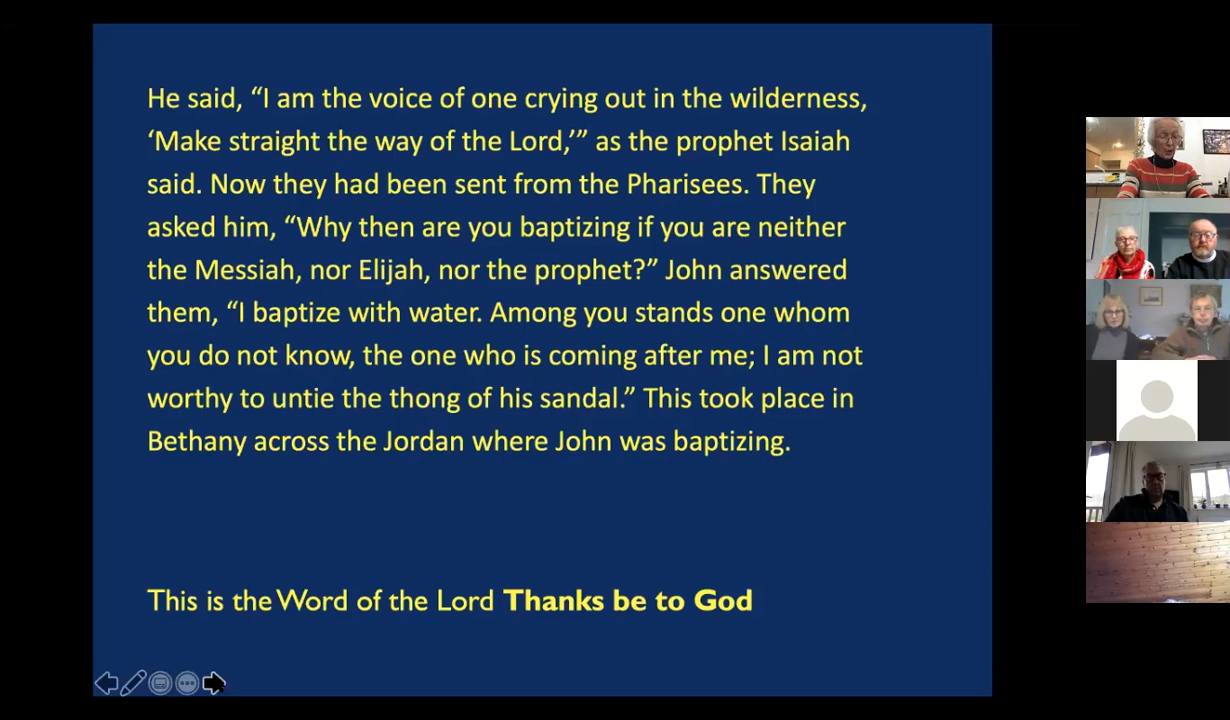 He said, “I am the voice of one crying out in the wilderness,
‘Make straight the way of the Lord,’” as the prophet Isaiah
said. Now they had been sent from the Pharisees. They
asked him, “Why then are you baptizing if you are neither
the Messiah, nor Elijah, nor the prophet?” John answered
them, “I baptize with water. Among you stands one whom
you do not know, the one who is coming after me; I am not
worthy to untie the thong of his sandal.” This took place in
Bethany across the Jordan where John was baptizing.
This is the Word of the Lord Thanks be to God